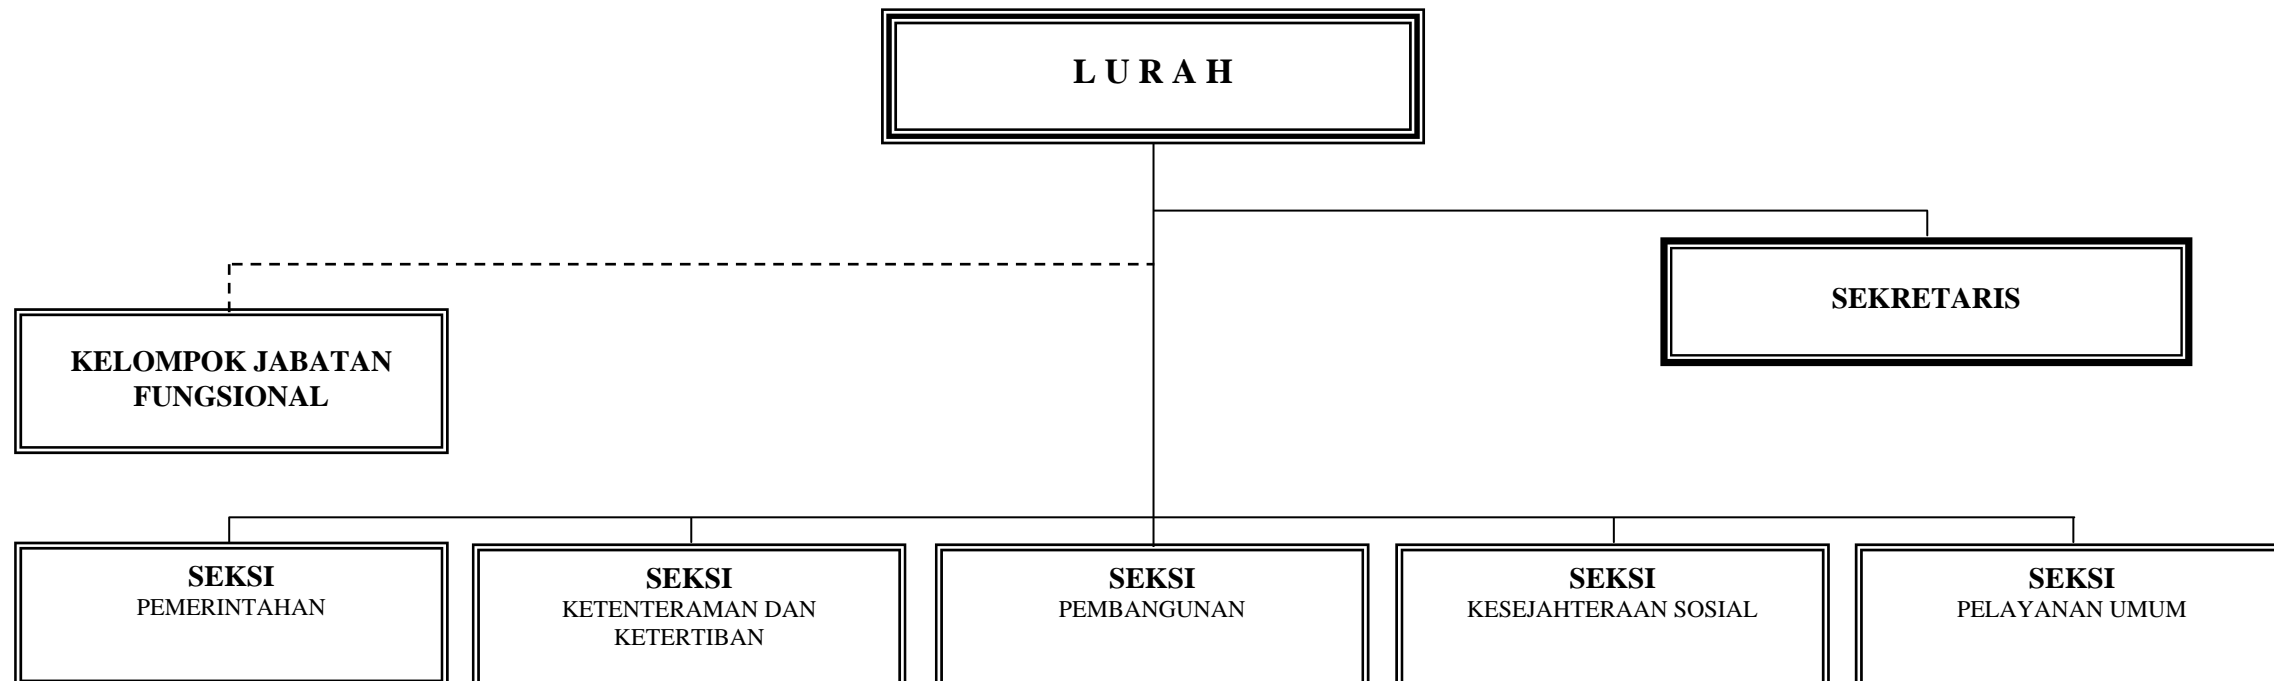 L U R A H
SEKRETARIS
KELOMPOK JABATAN
FUNGSIONAL
SEKSI
PEMERINTAHAN
SEKSI
KETENTERAMAN DAN
KETERTIBAN
SEKSI
PEMBANGUNAN
SEKSI
KESEJAHTERAAN SOSIAL
SEKSI
PELAYANAN UMUM